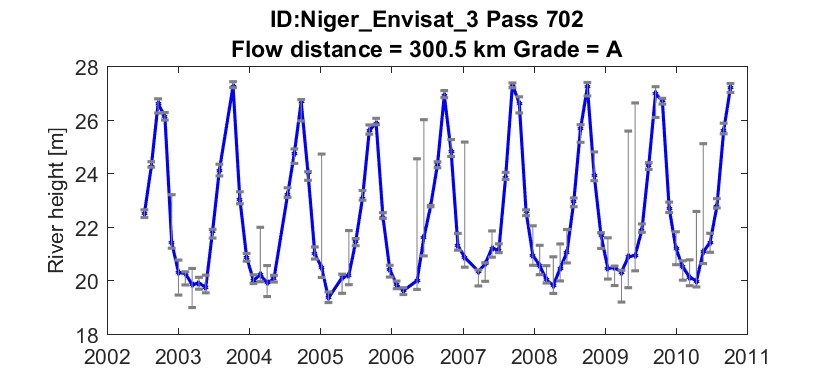 ID:Niger_Envisat_3 Pass 702
Flow distance = 300.5 km Grade = A
River height [m]
28
26
24
22
20
18
2002 2003 2004 2005 2006 2007 2008 2009 2010 2011